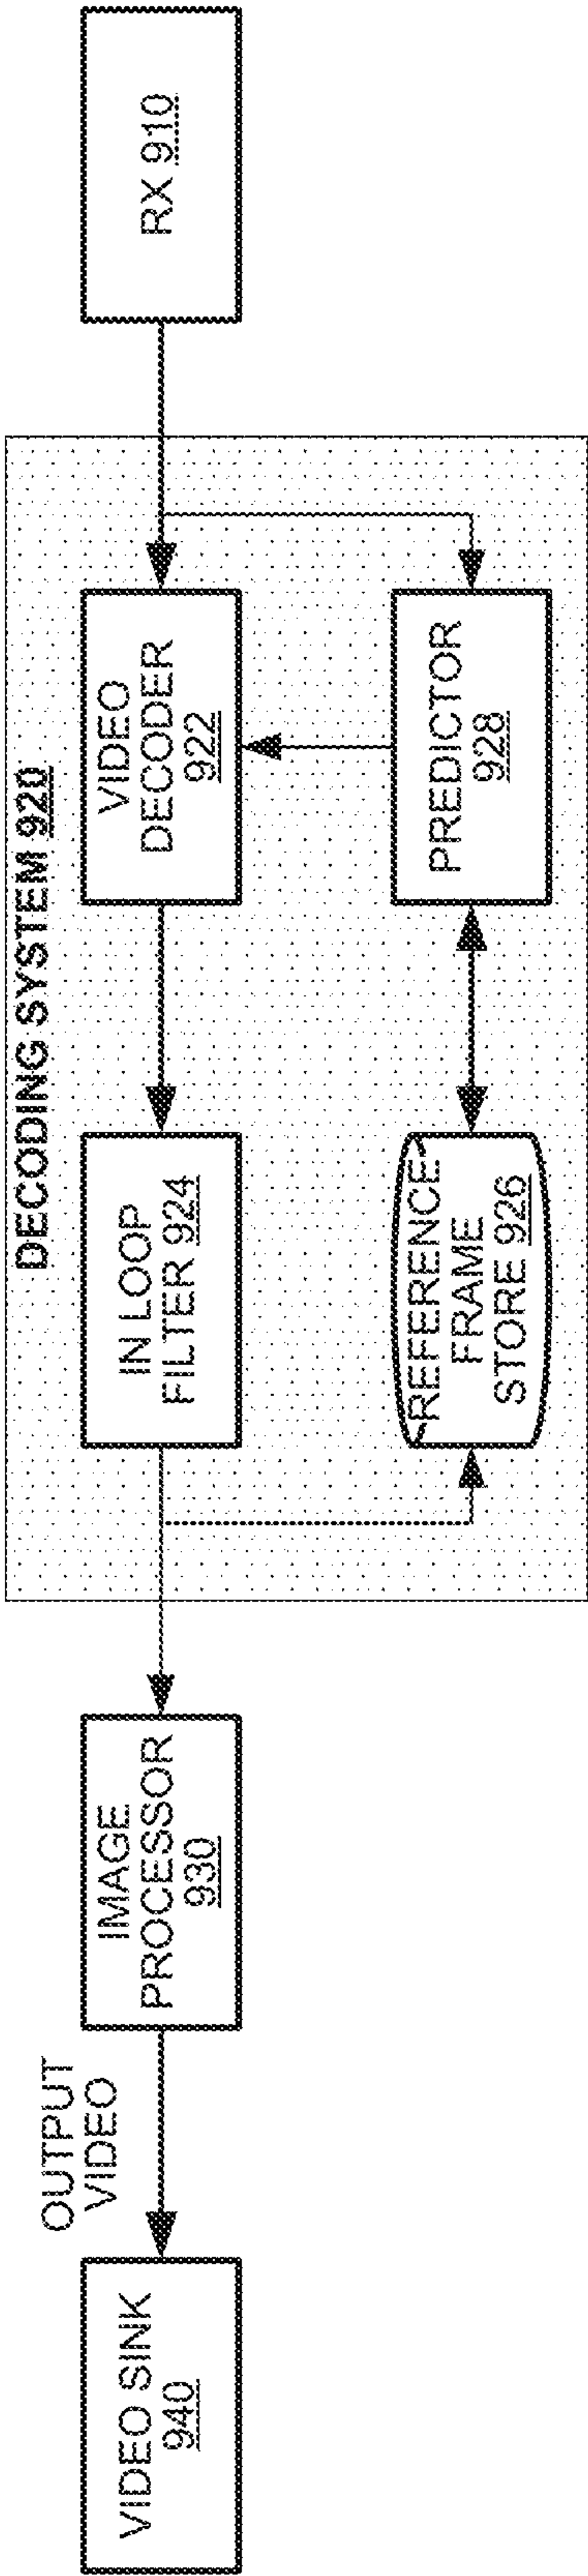 DECODING SYSTEM 920
VIDEO SINK
940
OUTPUT
VIDEO
IMAGE
PROCESSOR
930
IN LOOP
FILTER 924
VIDEO
DECODER
922
RX 910
REFERENCE
FRAME
STORE 926
PREDICTOR
928